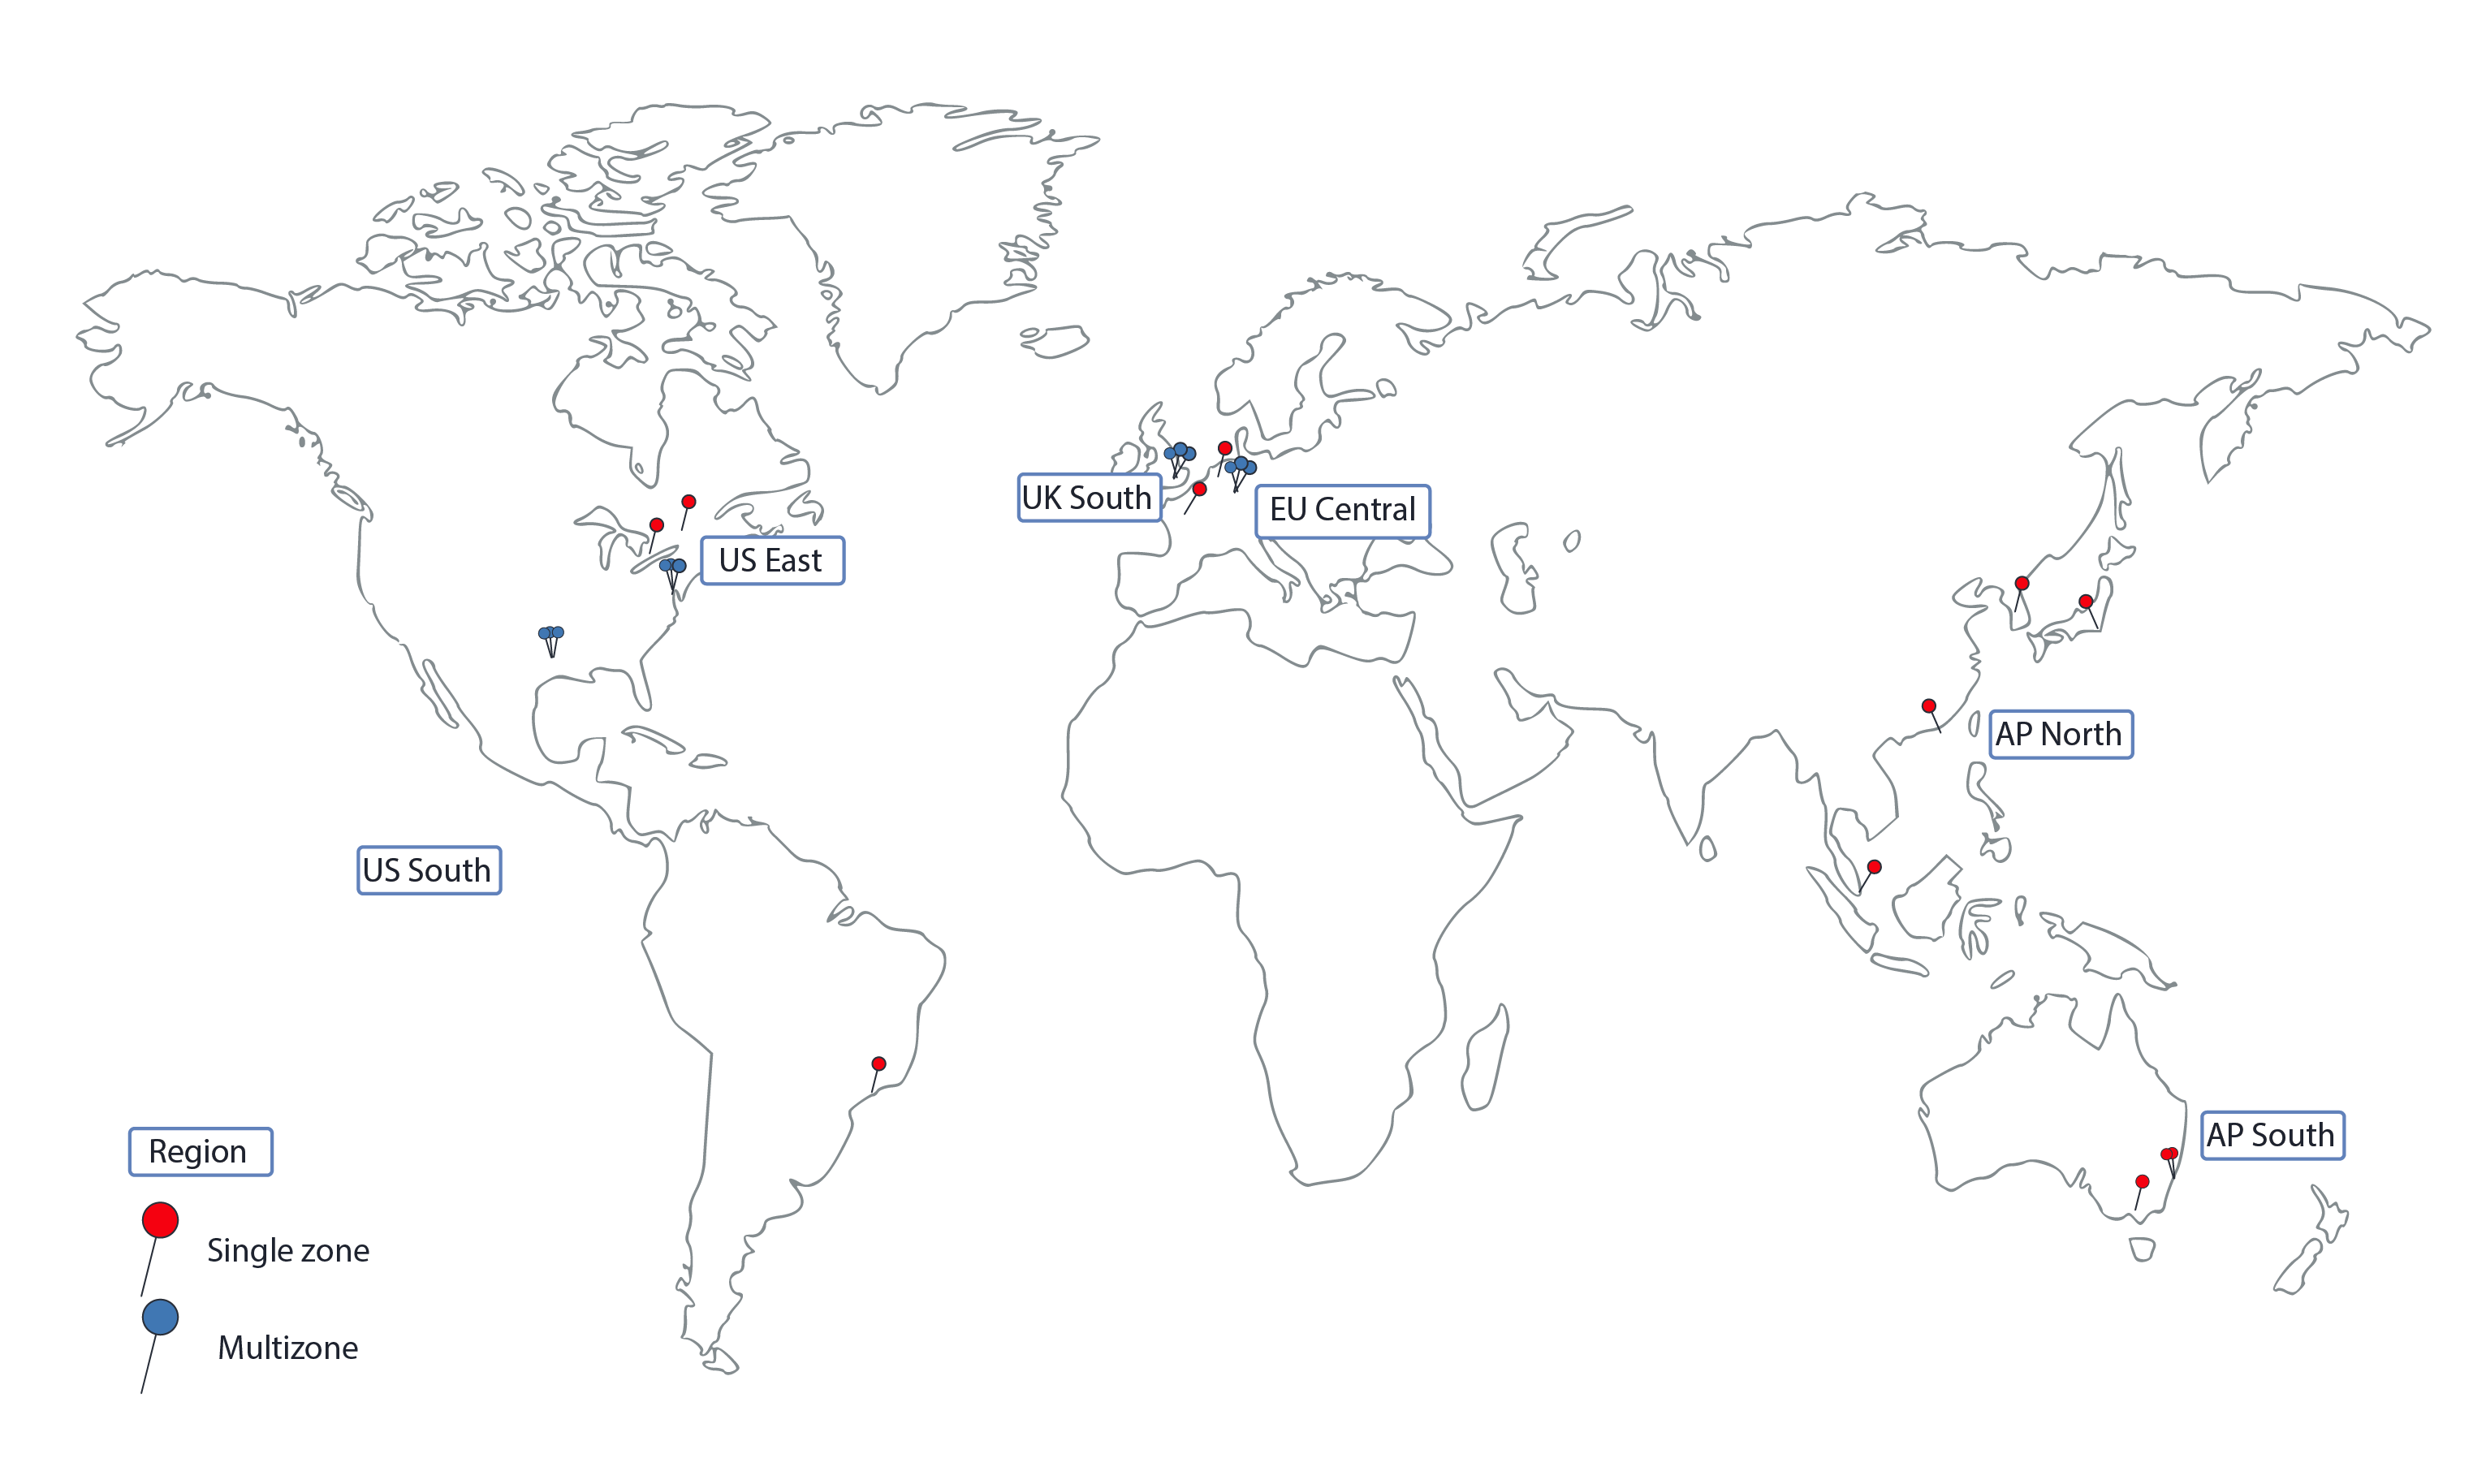 UK South
EU Central
US East
AP North
US South
AP South
Region
Single zone
Multizone